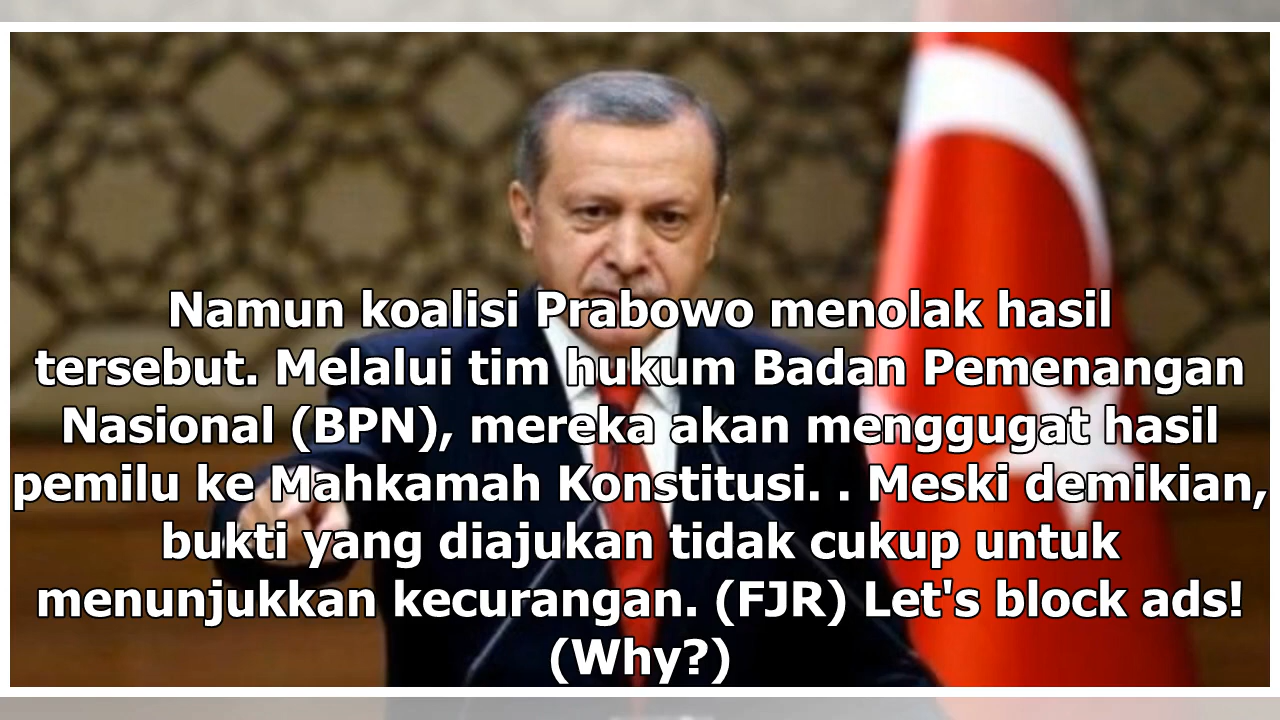 Namun koalisi Prabowo menolak hasil
tersebut. Melalui tim hukum Badan Pemenangan
Nasional (BPN), mereka akan menggugat hasil
pemilu ke Mahkamah Konstitusi. . Meski demikian,
bukti yang diajukan tidak cukup untuk
menunjukkan kecurangan. (FJR) Let's block ads!
(Why?)